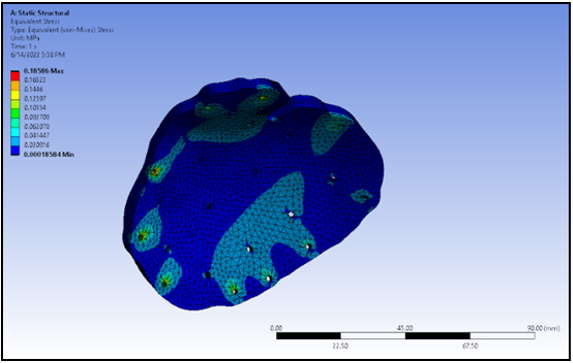 A: Static Structural
Equivalent Stress
Type: Equivalent (von-Mises) Stress
Unit: MPa
Time: 1 s
6/14/2022 3:38 PM
0.18586 Max
0.16523
0.1446
0.12397
0.10334
0.082708
0.062078
0.041447
0.020816
0.00018584 Min
0.00
45.00
90.00 (mm)
22.50
67.50